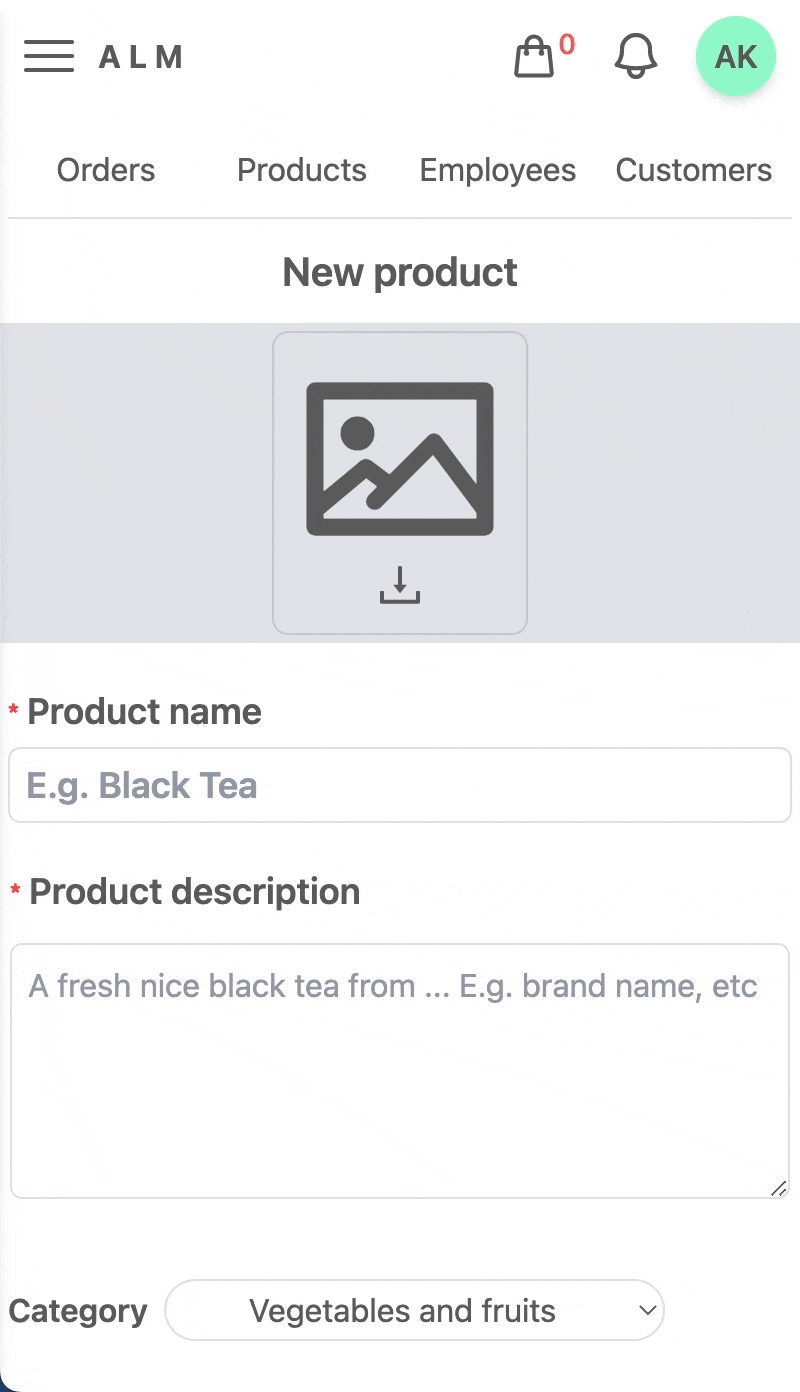 ALM 0 AK
Orders Products Employees Customers
New product
* Product name
E.g. Black Tea
* Product description
A fresh nice black tea from ... E.g. brand name, etc
Category Vegetables and fruits